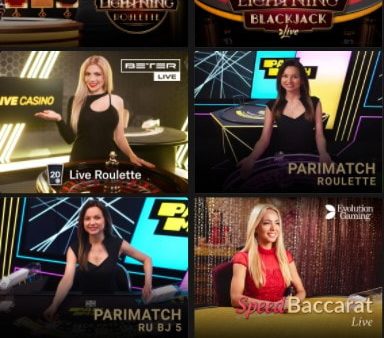 LIGHTNING
ROULETTE
LIGHTNING
BLACKJACK
Live
BETER
LIVE
LIVE CASINO
20
Live Roulette
PARIMATCH
ROULETTE
PARIMATCH
RU BJ 5
Evolution
Gaming
Speed Baccarat
Live